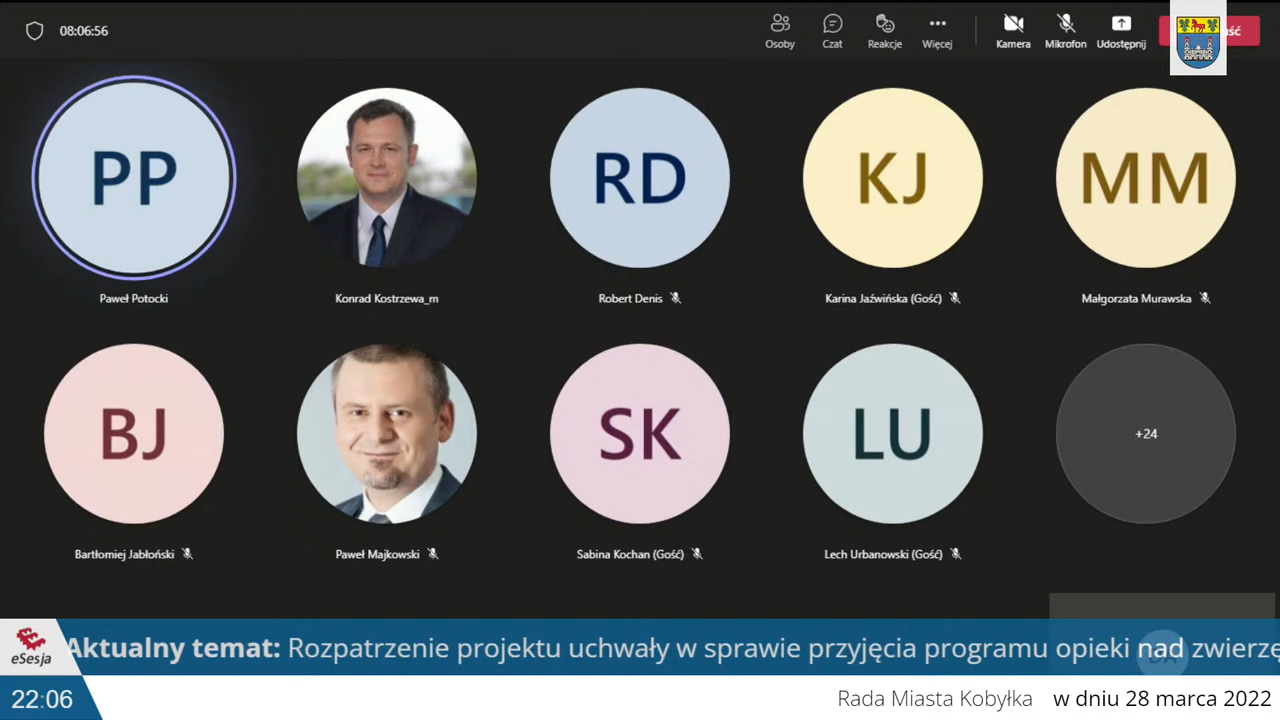 08:06:56
Osoby
Czat
Reakcje
Więcej
Kamera
Mikrofon
Udostępnij
PP
RD
KJ
MM
Paweł Potocki
Konrad Kostrzewa_m
Robert Denis
Karina Jaźwińska (Gość)
Małgorzata Murawska
BJ
SK
LU
+24
Bartłomiej Jabłoński
Paweł Majkowski
Sabina Kochan (Gość)
Lech Urbanowski (Gość)
eSesja
Aktualny temat: Rozpatrzenie projektu uchwały w sprawie przyjęcia programu opieki nad zwierzę
22:06
Rada Miasta Kobyłka w dniu 28 marca 2022